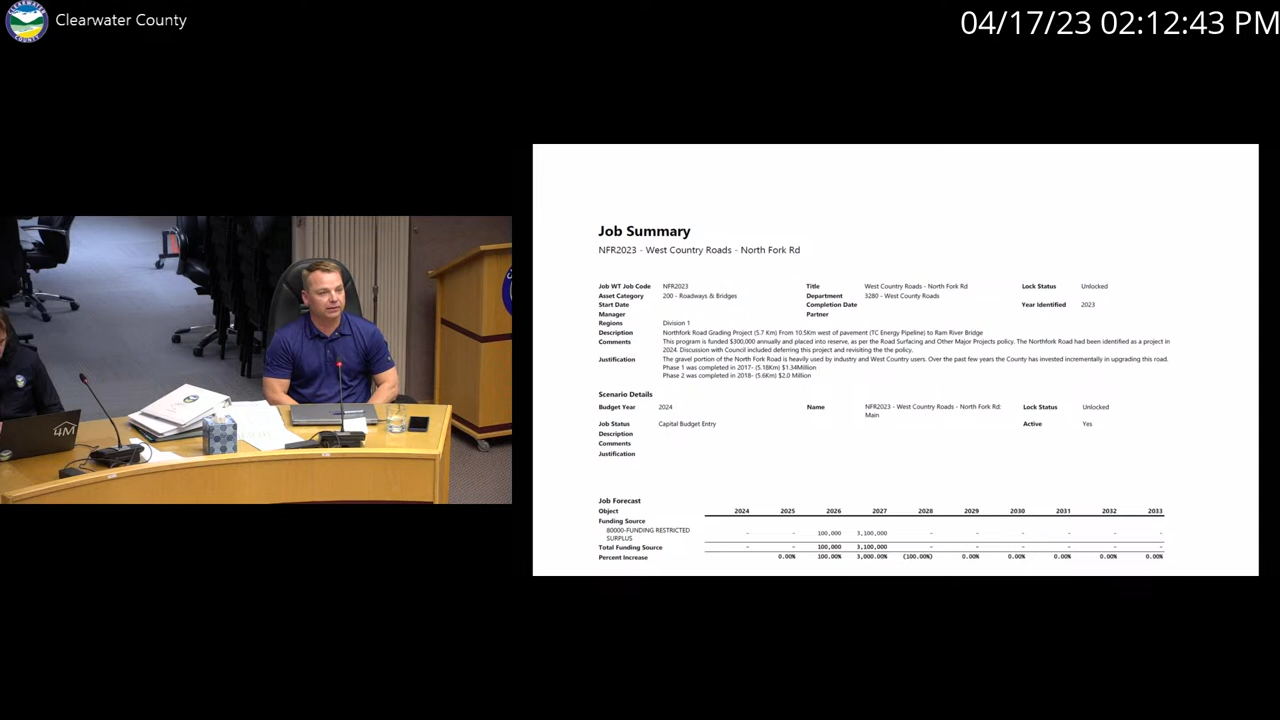 Clearwater County
04/17/23 02:12:43 PM
CLEARWATER
COUNTY
Job Summary
NFR2023 - West Country Roads - North Fork Rd
Job WT Job Code NFR2023 Title West Country Roads - North Fork Rd Lock Status Unlocked
Asset Category 200 - Roadways & Bridges Department 3280 - West County Roads
Start Date Completion Date Year Identified 2023
Manager Partner
Regions Division 1
Description Northfork Road Grading Project (5.7 Km) From 10.5Km west of pavement (TC Energy Pipeline) to Ram River Bridge
Comments This program is funded $300,000 annually and placed into reserve, as per the Road Surfacing and Other Major Projects policy. The Northfork Road had been identified as a project in
2024. Discussion with Council included deferring this project and revisiting the the policy.
Justification The gravel portion of the North Fork Road is heavily used by industry and West Country users. Over the past few years the County has invested incrementally in upgrading this road.
Phase 1 was completed in 2017- (5.18Km) $1.34Million
Phase 2 was completed in 2018- (5.6Km) $2.0 Million
Scenario Details
Budget Year 2024 Name NFR2023 - West Country Roads - North Fork Rd: Lock Status Unlocked
Main
Job Status Capital Budget Entry Active Yes
Description
Comments
Justification
Job Forecast
Object 2024 2025 2026 2027 2028 2029 2030 2031 2032 2033
Funding Source
80000-FUNDING RESTRICTED - - 100,000 3,100,000 - - - - - -
SURPLUS
Total Funding Source - - 100,000 3,100,000 - - - - - -
Percent Increase 0.00% 100.00% 3,000.00% (100.00%) 0.00% 0.00% 0.00% 0.00% 0.00%